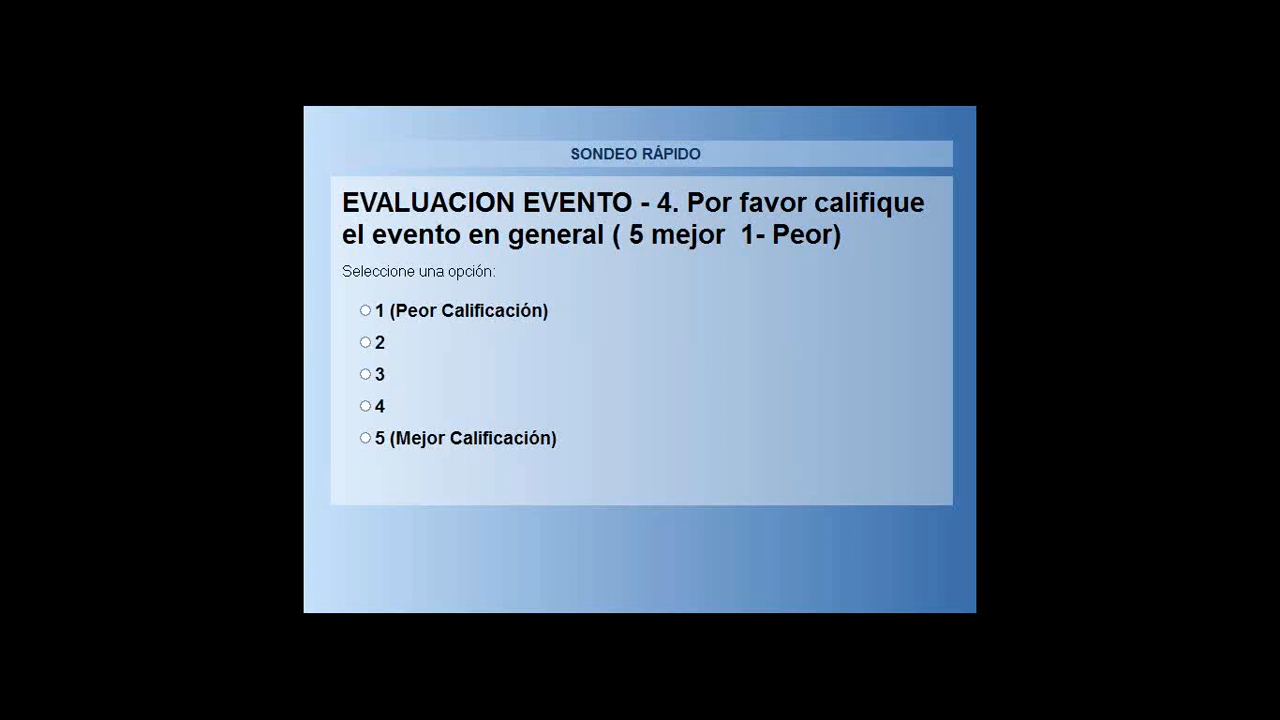 SONDEO RÁPIDO
EVALUACION EVENTO - 4. Por favor califique
el evento en general ( 5 mejor  1- Peor)
Seleccione una opción:
1 (Peor Calificación)
2
3
4
5 (Mejor Calificación)